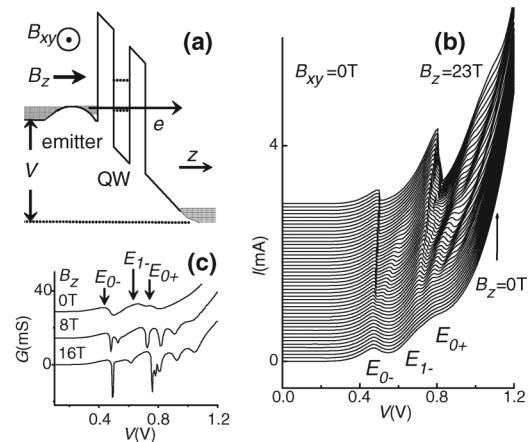 (a)
B_xy
B_z
emitter
e
V
QW
z
(b)
B_xy=0T
B_z=23T
4
I(mA)
B_z=0T
E_0+
E_1-
E_0-
0
0.0 0.4 0.8 1.2
V(V)
(c)
B_z
E_0- E_1- E_0+
40
0T
8T
G(mS)
16T
0
0.4 0.8 1.2
V(V)